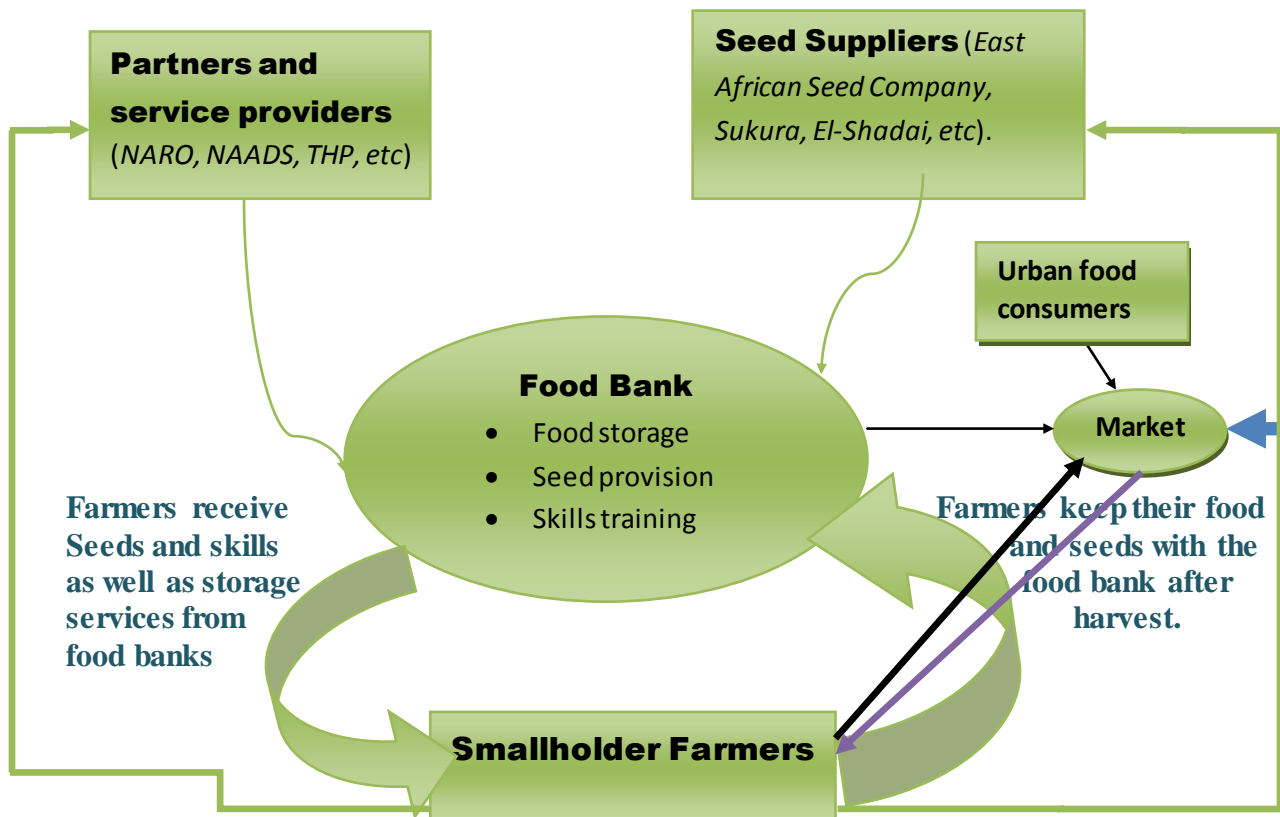 Partners and
service providers
(NARO, NAADS, THP, etc)
Seed Suppliers (East
African Seed Company,
Sukura, El-Shadai, etc).
Urban food
consumers
Food Bank
• Food storage
• Seed provision
• Skills training
Market
Farmers receive
Seeds and skills
as well as storage
services from
food banks
Farmers keep their food
and seeds with the
food bank after
harvest.
Smallholder Farmers